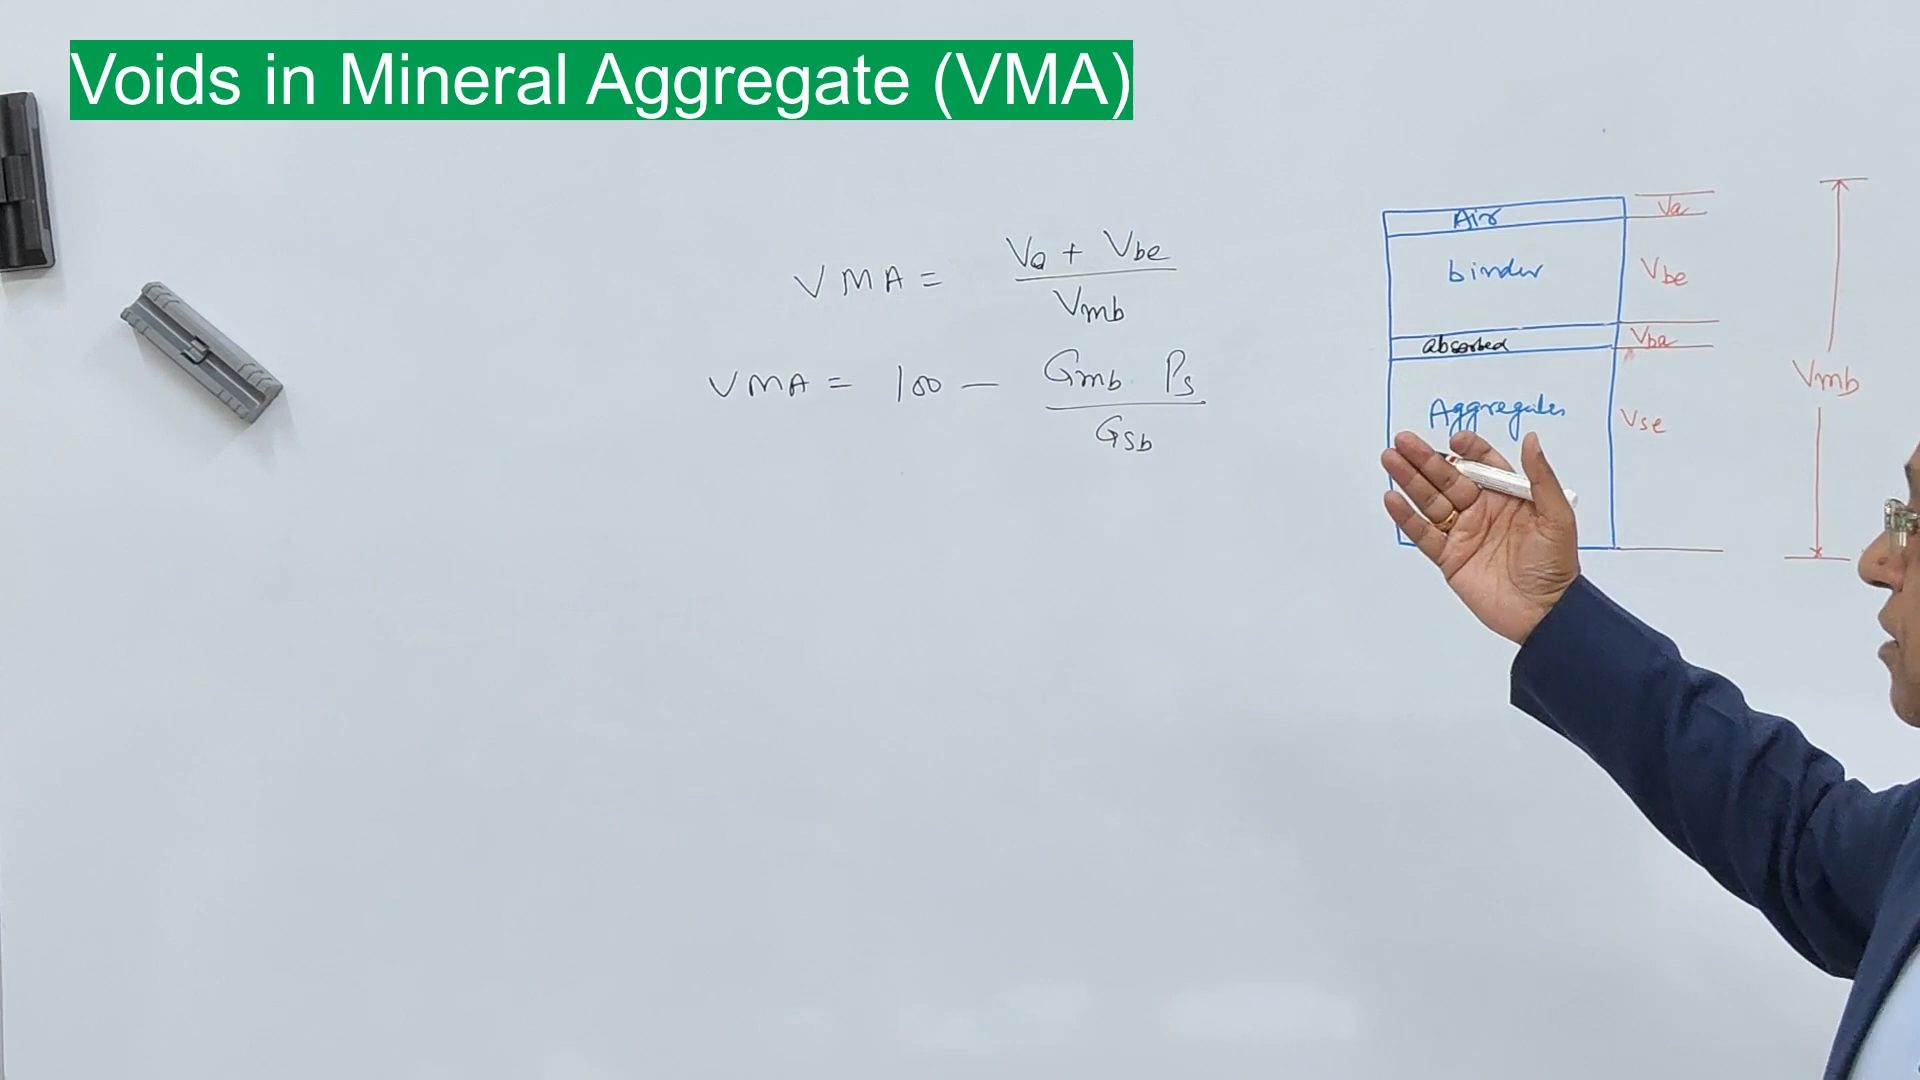 Voids in Mineral Aggregate (VMA)
VMA = Va + Vbe
Vmb
VMA = 100 – Gmb Ps
Gsb
Air Va
binder Vbe
absorbed Vba
Aggregates Vse
Vmb